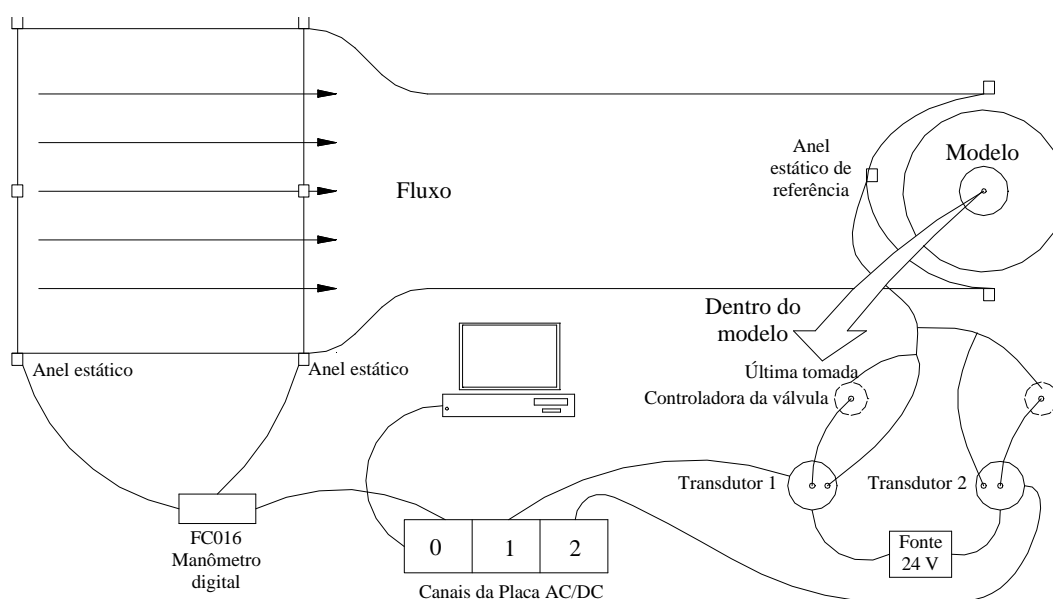 Anel
estático de
referência
Modelo
Fluxo
Dentro do
modelo
Anel estático
Anel estático
Última tomada
Controladora da válvula
Transdutor 1
Transdutor 2
FC016
Manômetro
digital
0
1
2
Fonte
24 V
Canais da Placa AC/DC